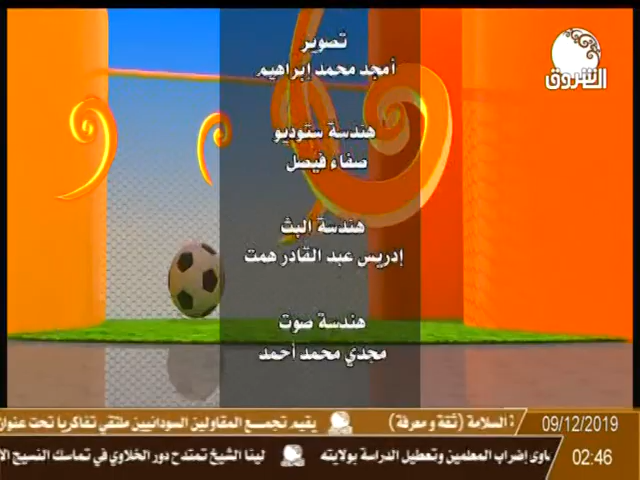 الشروق
تصوير
أمجد محمد إبراهيم
هندسة ستوديو
صفاء فيصل
هندسة البث
إدريس عبد القادر همت
هندسة صوت
مجدي محمد أحمد
09/12/2019
السلامة (ثقة و معرفة) يقيم تجمع المقاولين السودانيين ملتقي تفاكريا تحت عنوان
02:46
إضراب المعلمين وتعطيل الدراسة بولايته لينا الشيخ تمتدح دور الخلاوي في تماسك النسيج